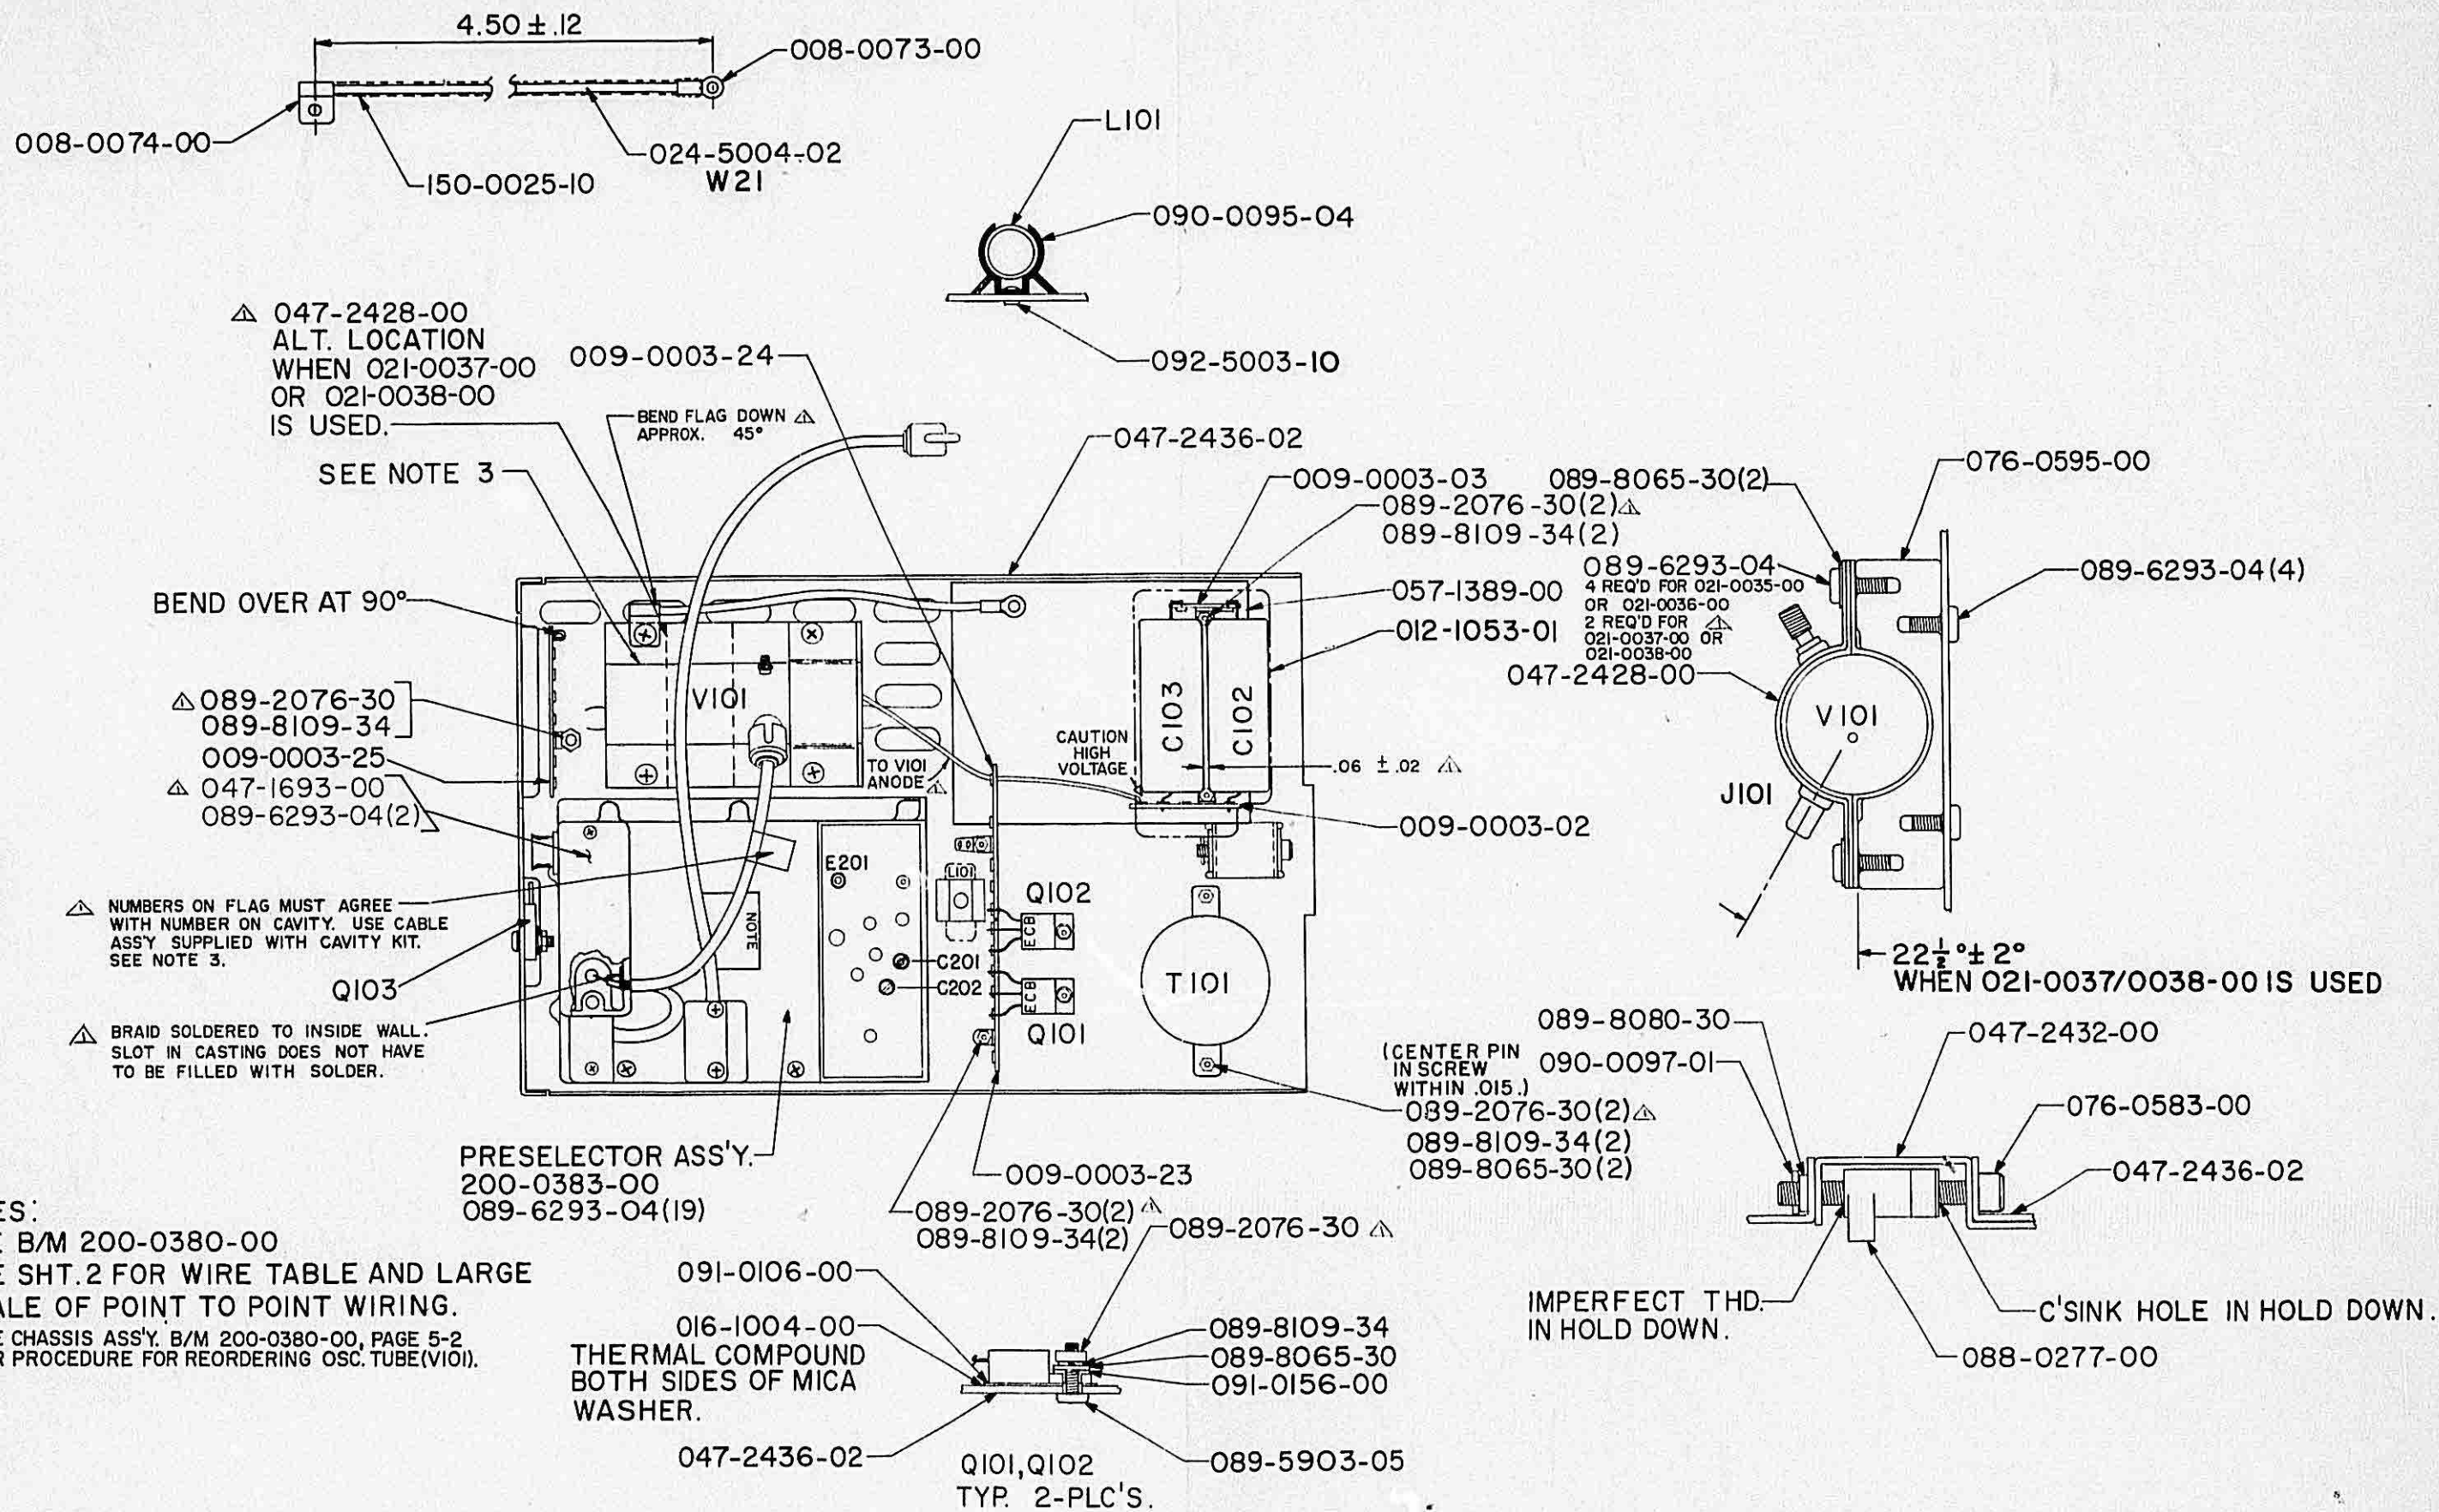 4.50 ± .12
008-0073-00
008-0074-00
150-0025-10
024-5004-02
W21
L101
090-0095-04
092-5003-10
⚠ 047-2428-00
ALT. LOCATION
WHEN 021-0037-00
OR 021-0038-00
IS USED.
009-0003-24
BEND FLAG DOWN ⚠
APPROX. 45°
SEE NOTE 3
047-2436-02
009-0003-03
089-2076-30(2)⚠
089-8109-34(2)
057-1389-00
012-1053-01
BEND OVER AT 90°
⚠ 089-2076-30
089-8109-34
009-0003-25
⚠ 047-1693-00
089-6293-04(2)
V101
TO V101
ANODE ⚠
CAUTION
HIGH
VOLTAGE
C103
C102
.06 ± .02 ⚠
009-0003-02
⚠ NUMBERS ON FLAG MUST AGREE
WITH NUMBER ON CAVITY. USE CABLE
ASS'Y SUPPLIED WITH CAVITY KIT.
SEE NOTE 3.
Q103
⚠ BRAID SOLDERED TO INSIDE WALL.
SLOT IN CASTING DOES NOT HAVE
TO BE FILLED WITH SOLDER.
E201
NOTE
L101
C201
C202
Q102
ECB
ECB
Q101
T101
089-8065-30(2)
076-0595-00
089-6293-04
4 REQ'D FOR 021-0035-00
OR 021-0036-00
2 REQ'D FOR ⚠
021-0037-00 OR
021-0038-00
047-2428-00
089-6293-04(4)
V101
J101
22½° ± 2°
WHEN 021-0037/0038-00 IS USED
(CENTER PIN
IN SCREW
WITHIN .015.)
089-2076-30(2)⚠
089-8109-34(2)
089-8065-30(2)
089-8080-30
090-0097-01
047-2432-00
076-0583-00
047-2436-02
IMPERFECT THD.
IN HOLD DOWN.
C'SINK HOLE IN HOLD DOWN.
088-0277-00
PRESELECTOR ASS'Y.
200-0383-00
089-6293-04(19)
009-0003-23
089-2076-30(2) ⚠
089-8109-34(2)
ES:
E B/M 200-0380-00
E SHT.2 FOR WIRE TABLE AND LARGE
ALE OF POINT TO POINT WIRING.
E CHASSIS ASS'Y. B/M 200-0380-00, PAGE 5-2
R PROCEDURE FOR REORDERING OSC. TUBE(V101).
089-2076-30 ⚠
091-0106-00
016-1004-00
THERMAL COMPOUND
BOTH SIDES OF MICA
WASHER.
047-2436-02
089-8109-34
089-8065-30
091-0156-00
089-5903-05
Q101,Q102
TYP. 2-PLC'S.